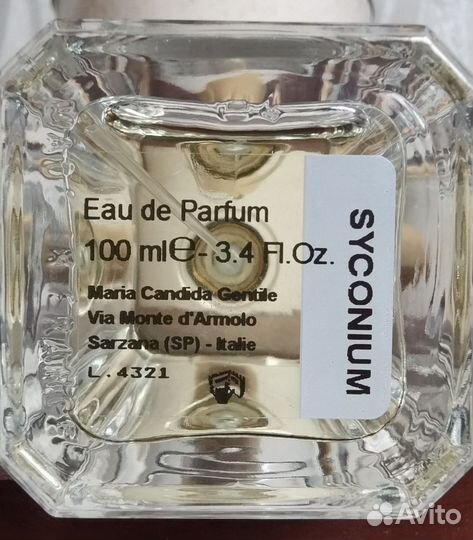 Eau de Parfum
100 ml ℮ - 3.4 Fl.Oz.
Maria Candida Gentile
Via Monte d'Armolo
Sarzana (SP) - Italie
L.4321
SYCONIUM
Avito